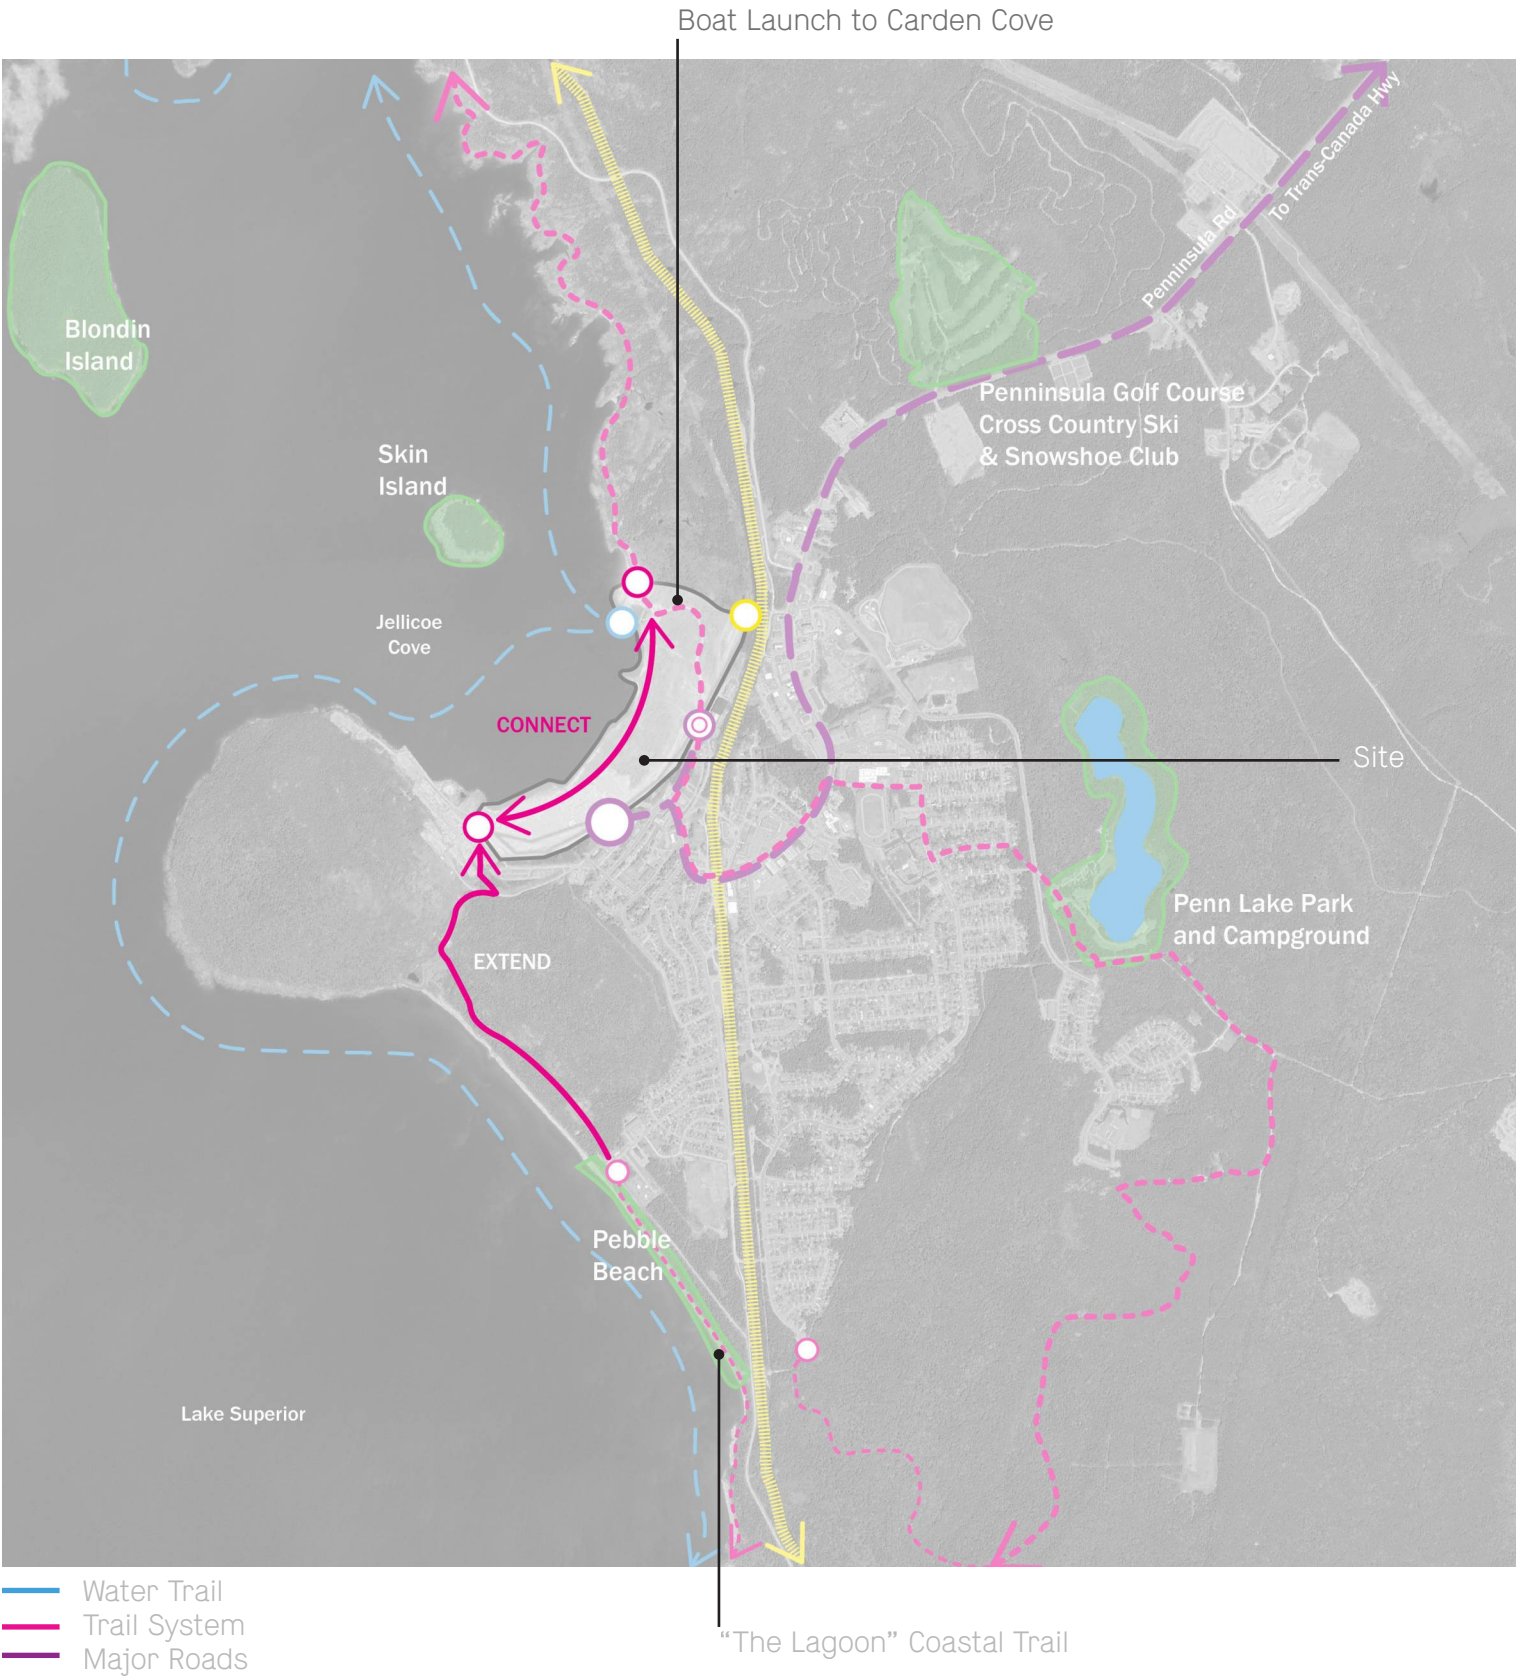 Boat Launch to Carden Cove
To Trans-Canada Hwy
Penninsula Rd
Blondin
Island
Penninsula Golf Course
Cross Country Ski
& Snowshoe Club
Skin
Island
Jellicoe
Cove
CONNECT
Site
Penn Lake Park
and Campground
EXTEND
Pebble
Beach
Lake Superior
Water Trail
Trail System
Major Roads
“The Lagoon” Coastal Trail